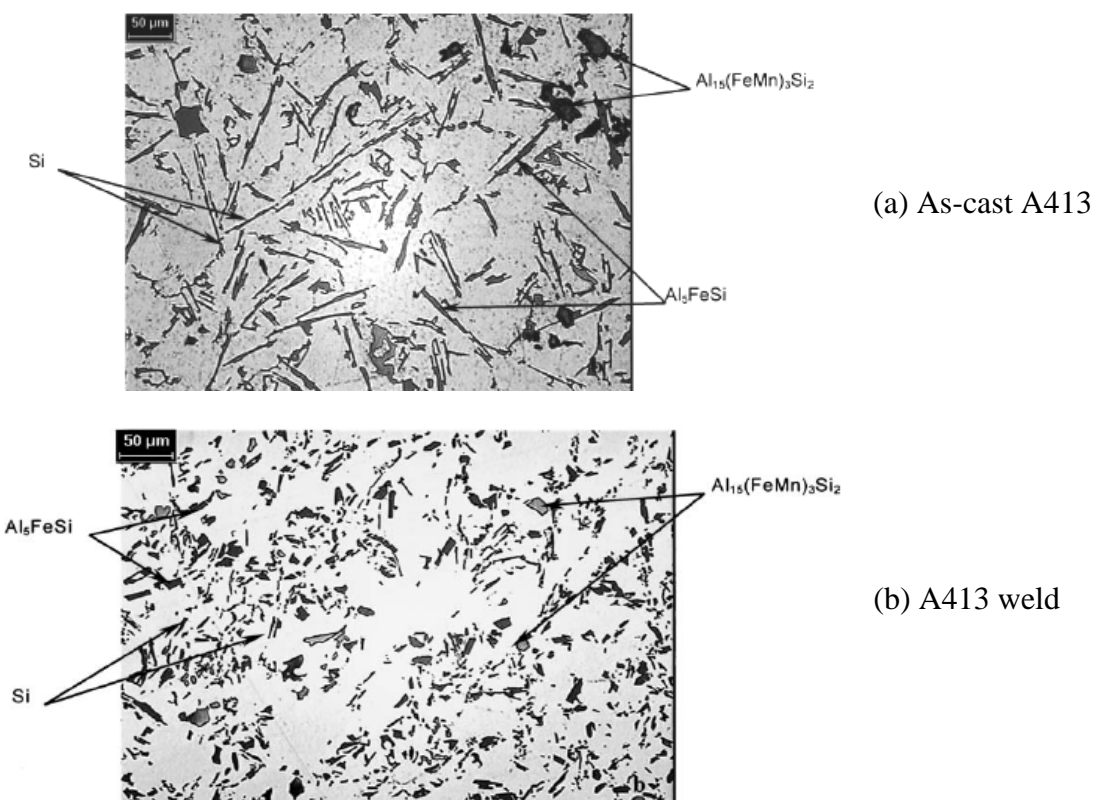 50 μm
Al₁₅(FeMn)₃Si₂
Si
(a) As-cast A413
Al₅FeSi
50 μm
Al₁₅(FeMn)₃Si₂
Al₅FeSi
(b) A413 weld
Si
b